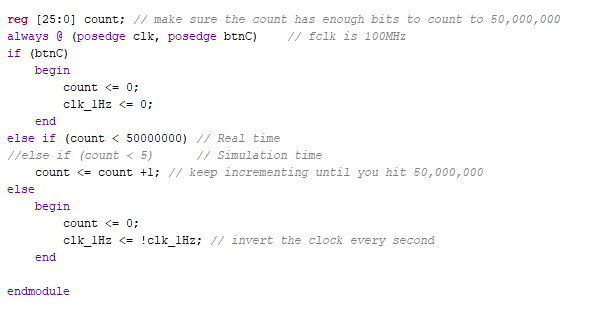 reg [25:0] count; // make sure the count has enough bits to count to 50,000,000
always @ (posedge clk, posedge btnC)    // fclk is 100MHz
if (btnC)
    begin
        count <= 0;
        clk_1Hz <= 0;
    end
else if (count < 50000000) // Real time
//else if (count < 5)      // Simulation time
    count <= count +1; // keep incrementing until you hit 50,000,000
else
    begin
        count <= 0;
        clk_1Hz <= !clk_1Hz; // invert the clock every second
    end
endmodule